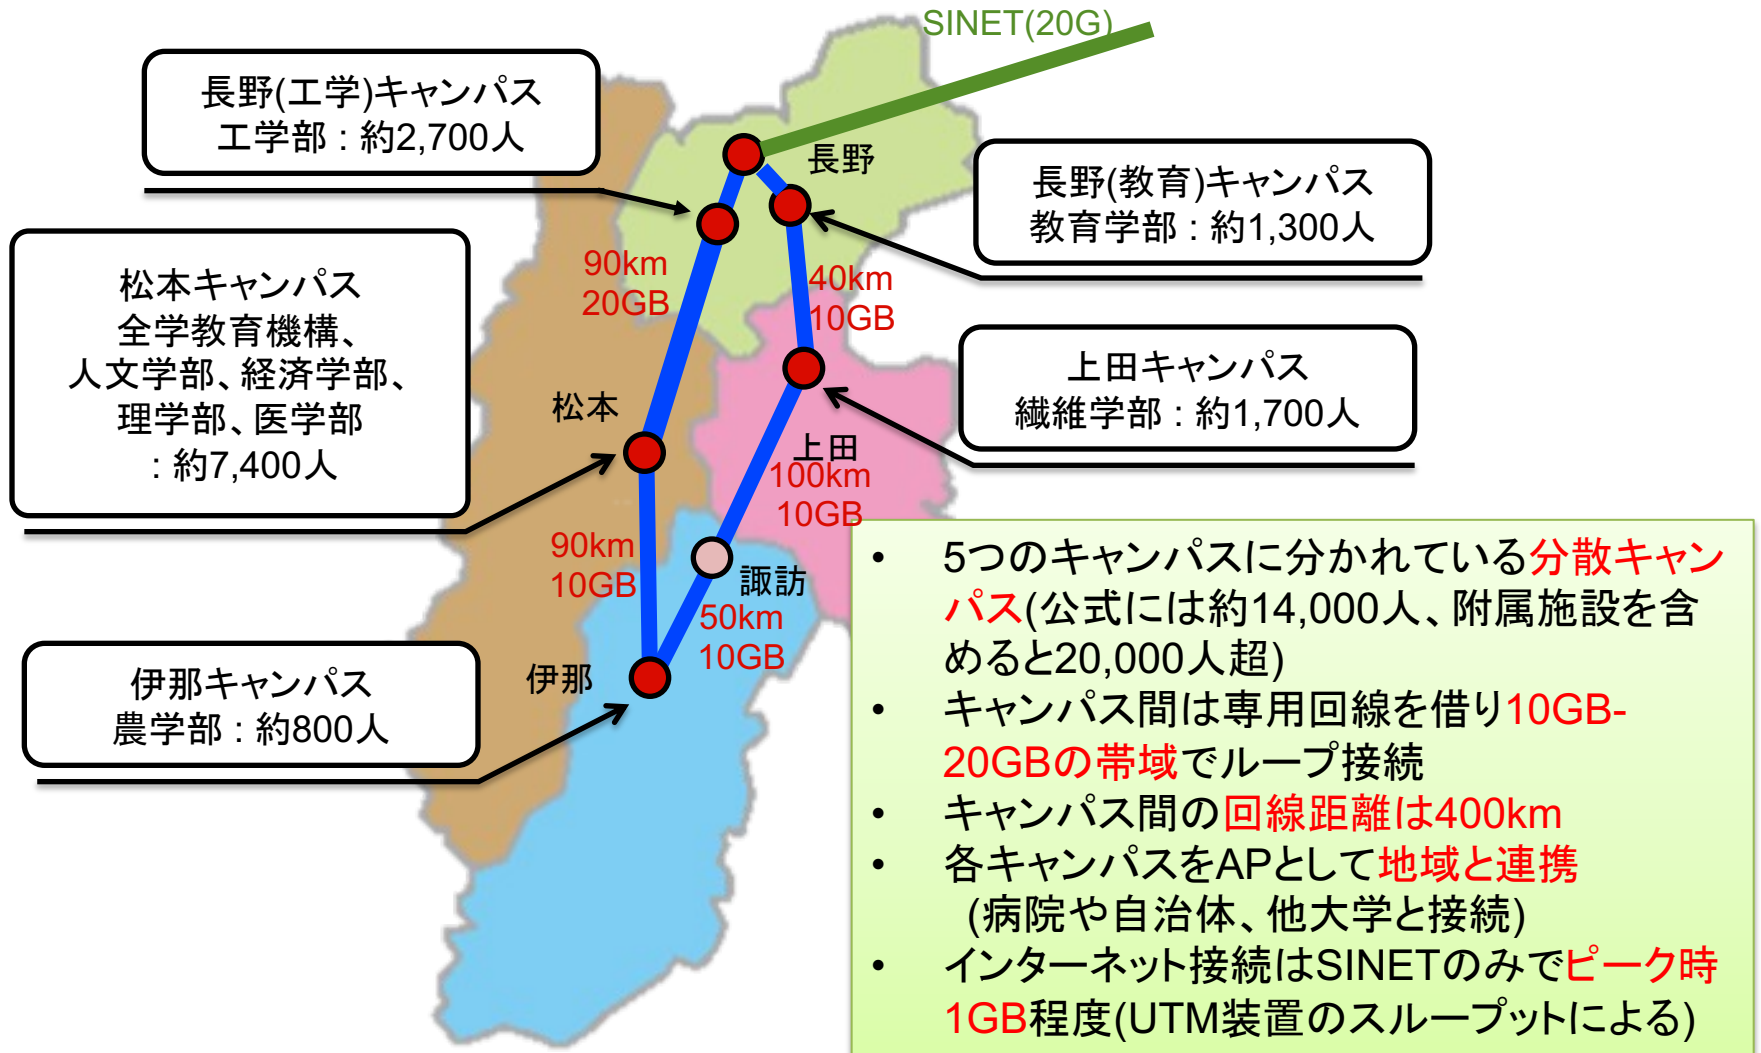 SINET(20G)
長野(工学)キャンパス
工学部：約2,700人
長野
長野(教育)キャンパス
教育学部：約1,300人
松本キャンパス
全学教育機構、
人文学部、経済学部、
理学部、医学部
：約7,400人
90km
20GB
40km
10GB
上田キャンパス
繊維学部：約1,700人
松本
上田
100km
10GB
90km
10GB
諏訪
50km
10GB
伊那キャンパス
農学部：約800人
伊那
• 5つのキャンパスに分かれている分散キャン
パス(公式には約14,000人、附属施設を含
めると20,000人超)
• キャンパス間は専用回線を借り10GB-
20GBの帯域でループ接続
• キャンパス間の回線距離は400km
• 各キャンパスをAPとして地域と連携
(病院や自治体、他大学と接続)
• インターネット接続はSINETのみでピーク時
1GB程度(UTM装置のスループットによる)